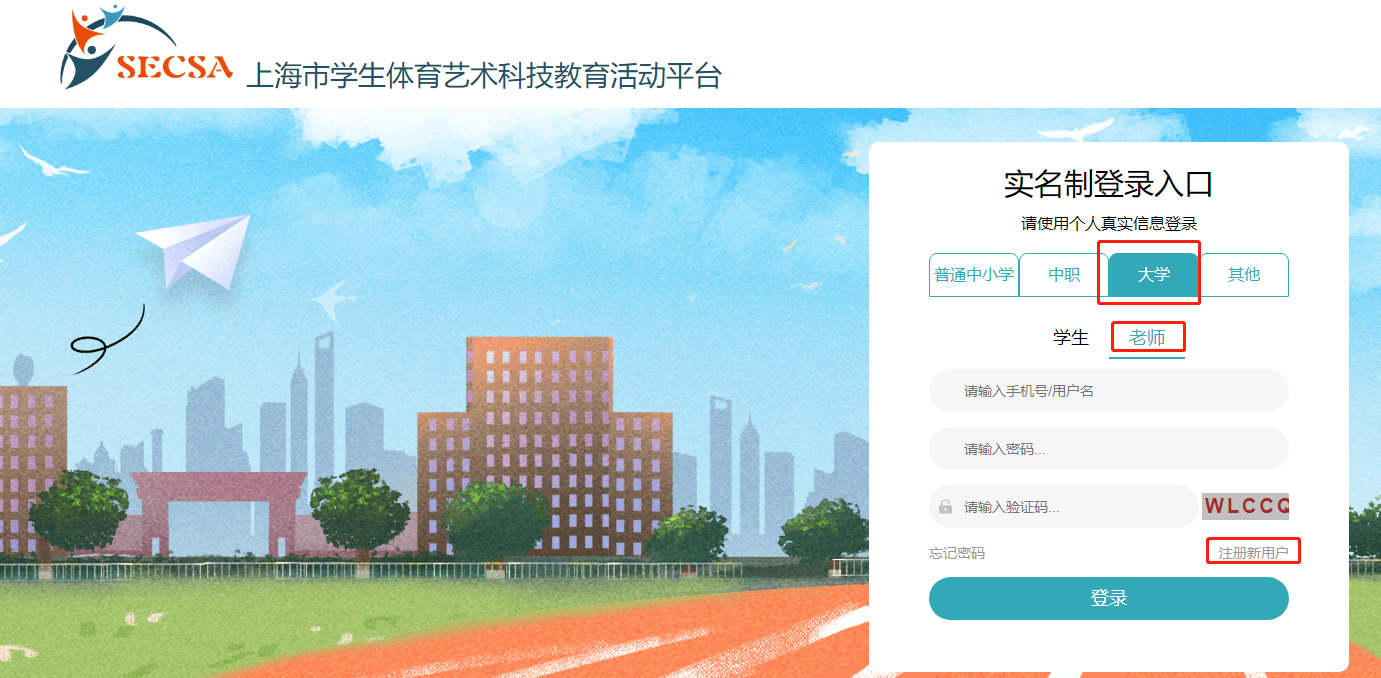 SECSA 上海市学生体育艺术科技教育活动平台
实名制登录入口
请使用个人真实信息登录
普通中小学 中职 大学 其他
学生 老师
请输入手机号/用户名
请输入密码...
请输入验证码... WLCCQ
忘记密码 注册新用户
登录